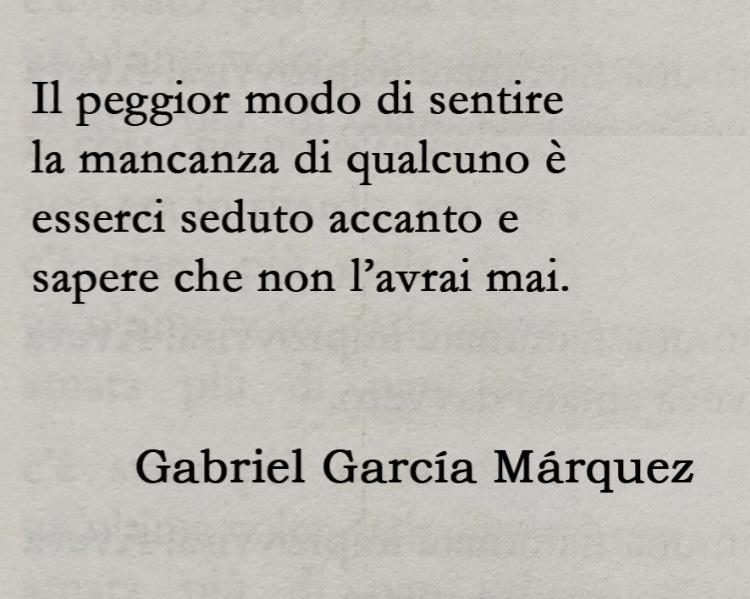 Il peggior modo di sentire
la mancanza di qualcuno è
esserci seduto accanto e
sapere che non l’avrai mai.
Gabriel García Márquez